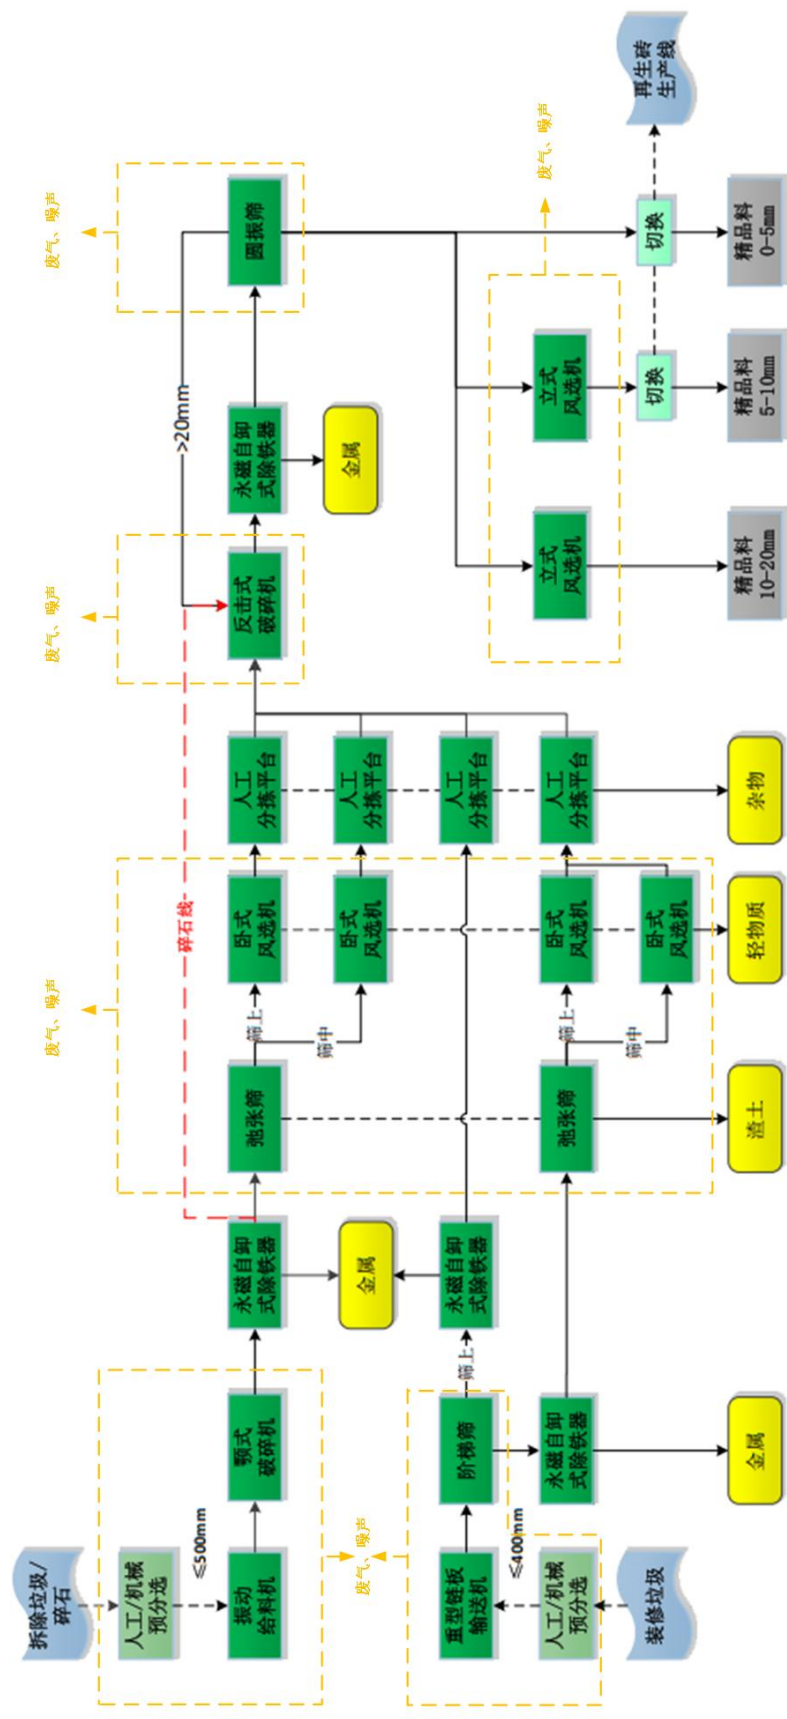 拆除垃圾/
碎石
人工/机械
预分选
≤500mm
振动
给料机
颚式
破碎机
永磁自卸
式除铁器
金属
碎石线
弛张筛
筛上
筛中
卧式
风选机
卧式
风选机
人工
分拣平台
人工
分拣平台
废气、噪声
反击式
破碎机
废气、噪声
永磁自卸
式除铁器
金属
>20mm
圆振筛
废气、噪声
废气、噪声
装修垃圾
人工/机械
预分选
≤400mm
重型链板
输送机
阶梯筛
筛上
永磁自卸
式除铁器
人工
分拣平台
永磁自卸
式除铁器
金属
弛张筛
渣土
筛上
筛中
卧式
风选机
卧式
风选机
轻物质
人工
分拣平台
杂物
立式
风选机
立式
风选机
废气、噪声
切换
切换
再生砖
生产线
精品料
10-20mm
精品料
5-10mm
精品料
0-5mm